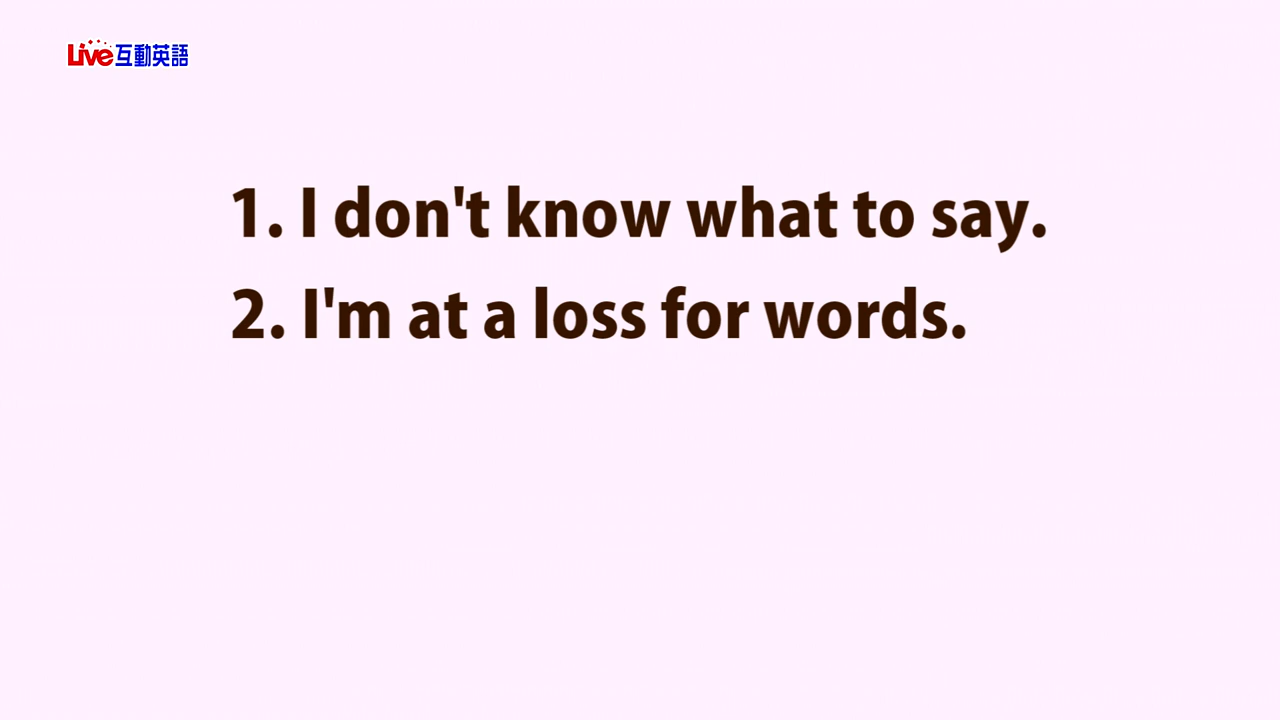 Live互動英語
1. I don't know what to say.
2. I'm at a loss for words.